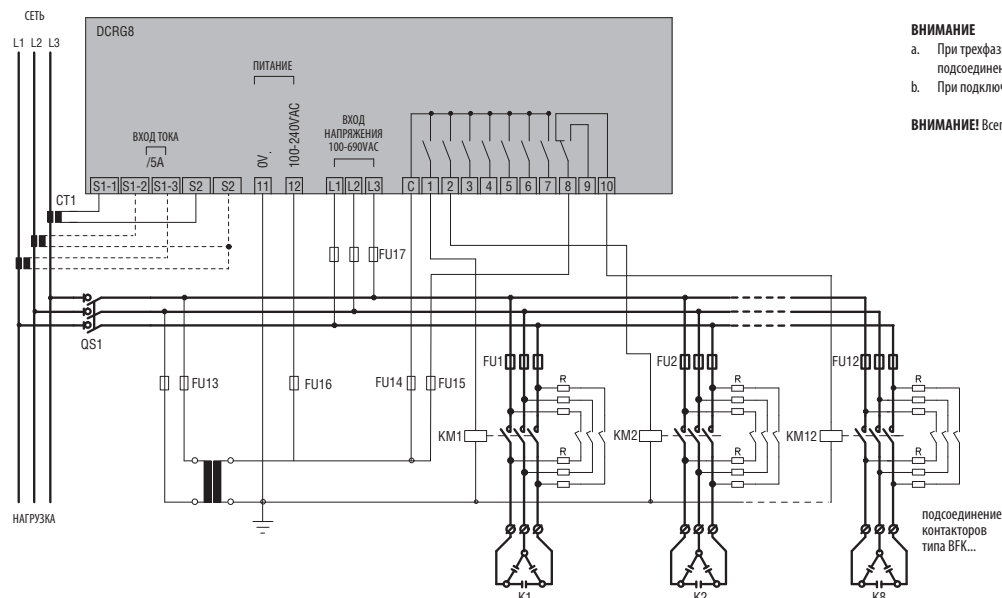 СЕТЬ
L1 L2 L3
DCRG8
ПИТАНИЕ
100-240VAC
0V.
ВХОД ТОКА
/5A
ВХОД
НАПРЯЖЕНИЯ
100-690VAC
S1-1 S1-2 S1-3 S2 S2 11 12 L1 L2 L3 C 1 2 3 4 5 6 7 8 9 10
CT1
FU17
QS1
FU13 FU16 FU14 FU15 FU1 FU2 FU12
R R R
KM1 KM2 KM12
R R R
НАГРУЗКА
K1 K2 K8
ВНИМАНИЕ
a. При трехфаз
подсоединен
b. При подключ
ВНИМАНИЕ! Всег
подсоединение
контакторов
типа BFK...